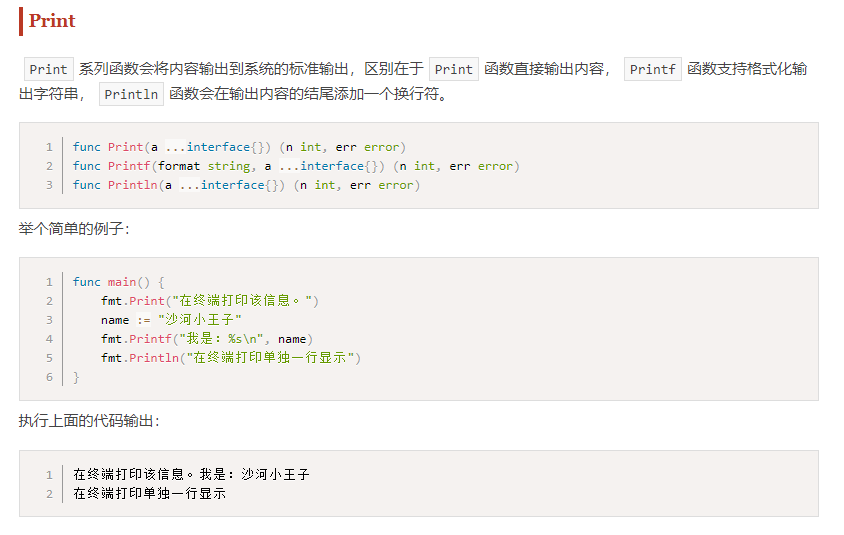 Print
Print 系列函数会将内容输出到系统的标准输出，区别在于 Print 函数直接输出内容， Printf 函数支持格式化输
出字符串， Println 函数会在输出内容的结尾添加一个换行符。
1 func Print(a ...interface{}) (n int, err error)
2 func Printf(format string, a ...interface{}) (n int, err error)
3 func Println(a ...interface{}) (n int, err error)
举个简单的例子：
1 func main() {
2     fmt.Print("在终端打印该信息。")
3     name := "沙河小王子"
4     fmt.Printf("我是：%s\n", name)
5     fmt.Println("在终端打印单独一行显示")
6 }
执行上面的代码输出：
1 在终端打印该信息。我是：沙河小王子
2 在终端打印单独一行显示